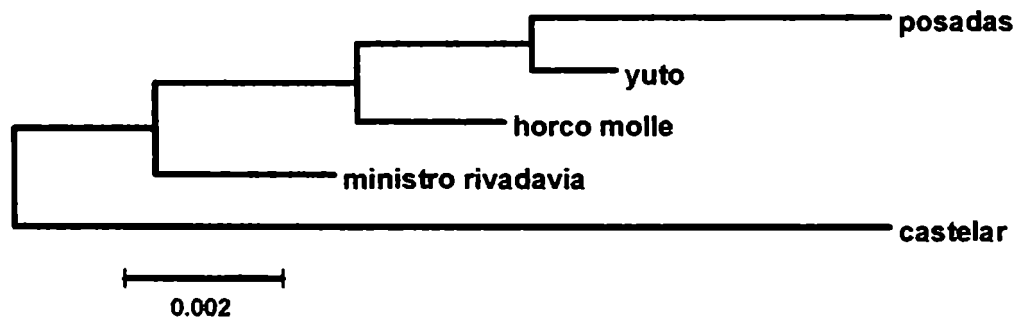 posadas
yuto
horco molle
ministro rivadavia
castelar
0.002